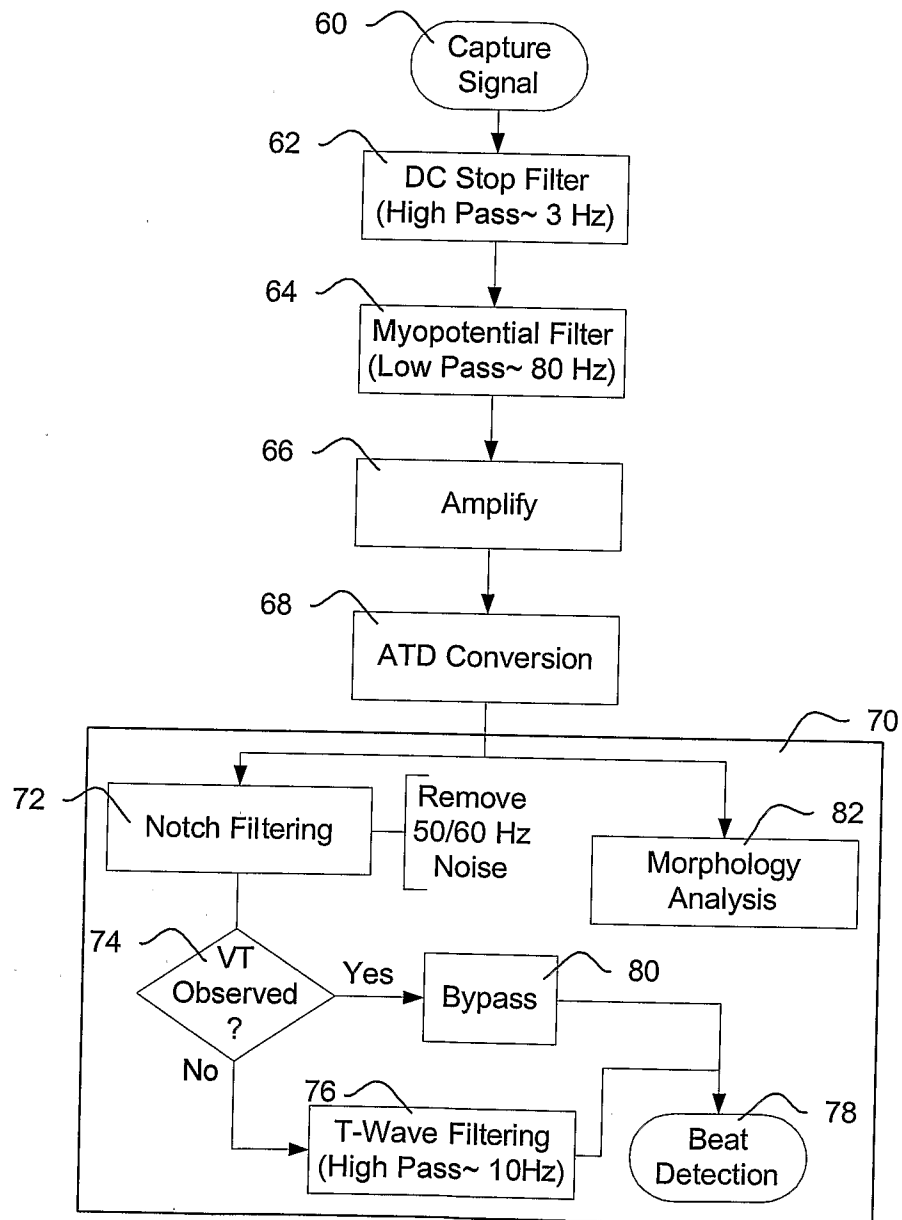 60
Capture
Signal
62
DC Stop Filter
(High Pass~ 3 Hz)
64
Myopotential Filter
(Low Pass~ 80 Hz)
66
Amplify
68
ATD Conversion
70
72
Notch Filtering
Remove
50/60 Hz
Noise
82
Morphology
Analysis
74
VT
Observed
?
Yes
80
Bypass
No
76
T-Wave Filtering
(High Pass~ 10Hz)
78
Beat
Detection